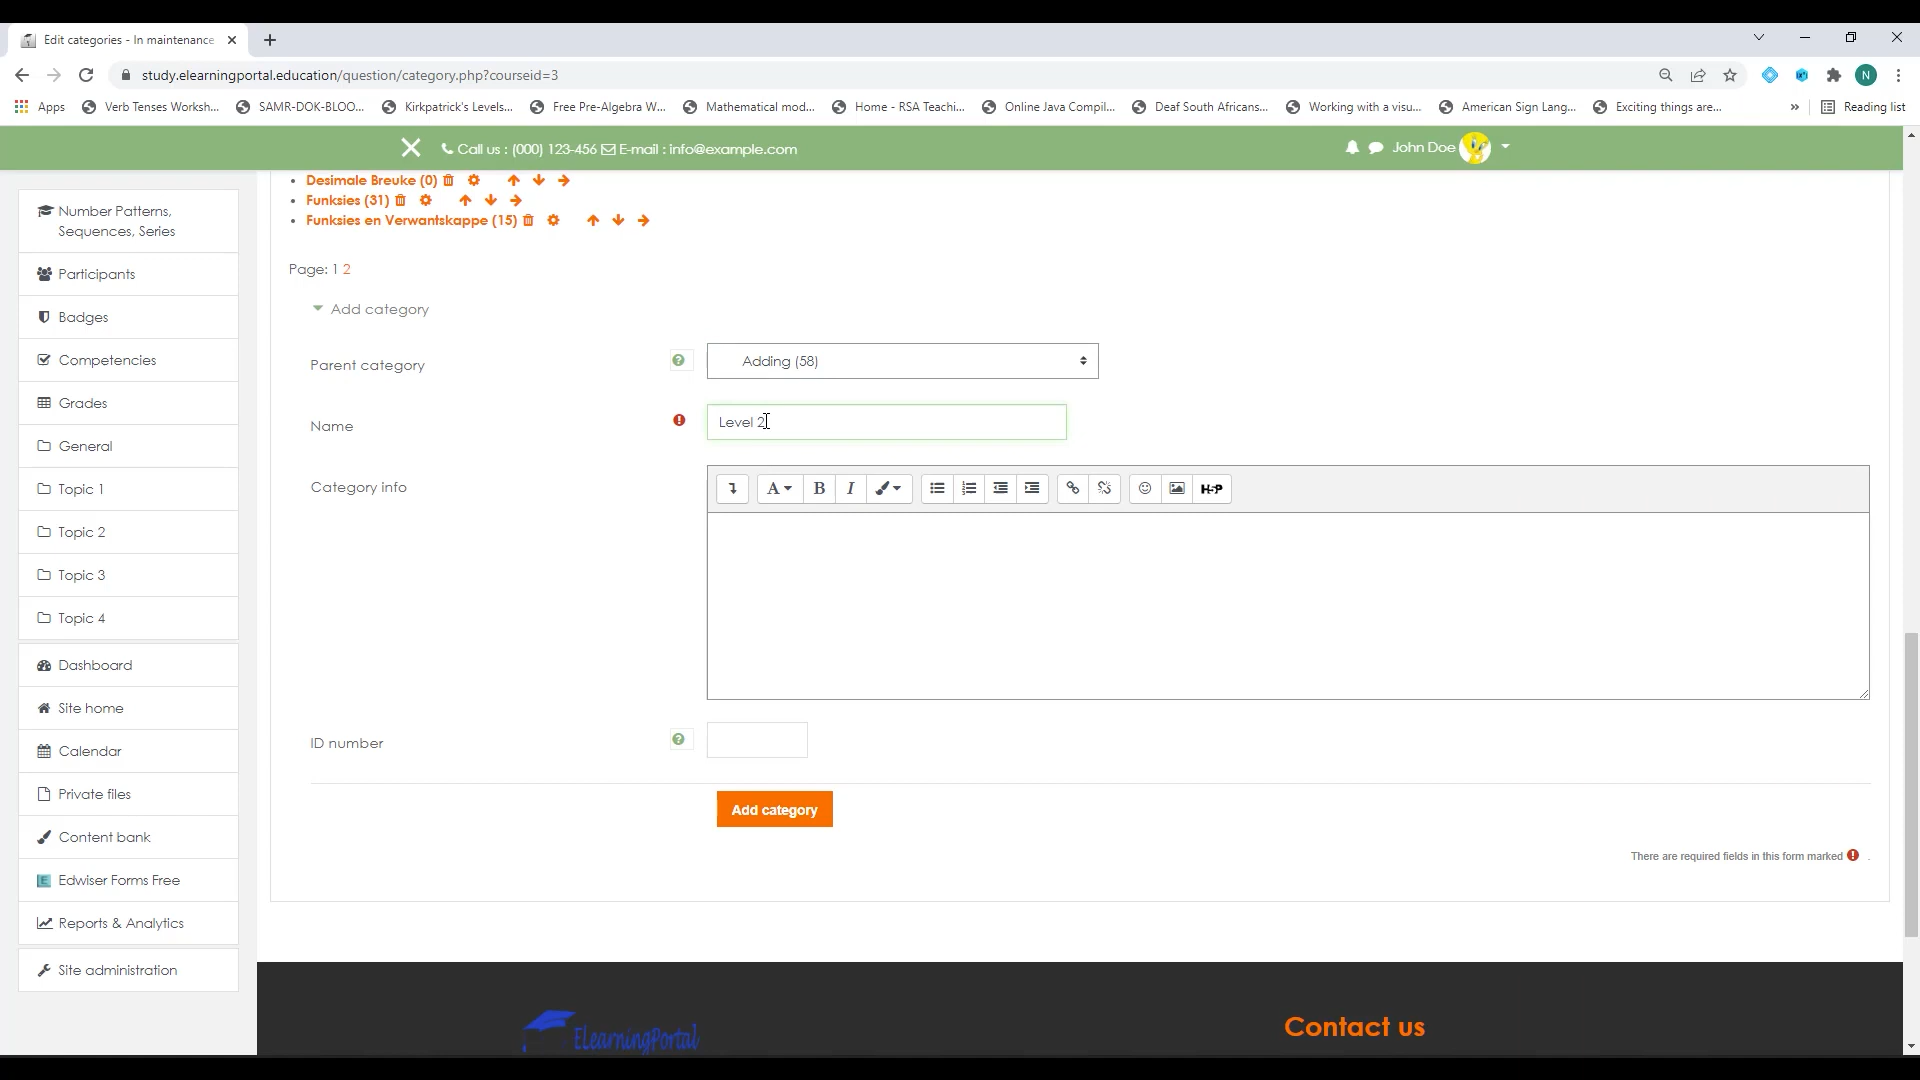 Edit categories - In maintenance
study.elearningportal.education/question/category.php?courseid=3
Apps Verb Tenses Worksh... SAMR-DOK-BLOO... Kirkpatrick's Levels... Free Pre-Algebra W... Mathematical mod... Home - RSA Teachi... Online Java Compil... Deaf South Africans... Working with a visu... American Sign Lang... Exciting things are... » Reading list
Call us : (000) 123-456 E-mail : info@example.com John Doe
N
Number Patterns,
Sequences, Series
Participants
Badges
Competencies
Grades
General
Topic 1
Topic 2
Topic 3
Topic 4
Dashboard
Site home
Calendar
Private files
Content bank
Edwiser Forms Free
Reports & Analytics
Site administration
Desimale Breuke (0)
Funksies (31)
Funksies en Verwantskappe (15)
Page: 1 2
Add category
Parent category Adding (58)
Name Level 2
Category info
A B I H-P
ID number
Add category
There are required fields in this form marked .
ElearningPortal
Contact us